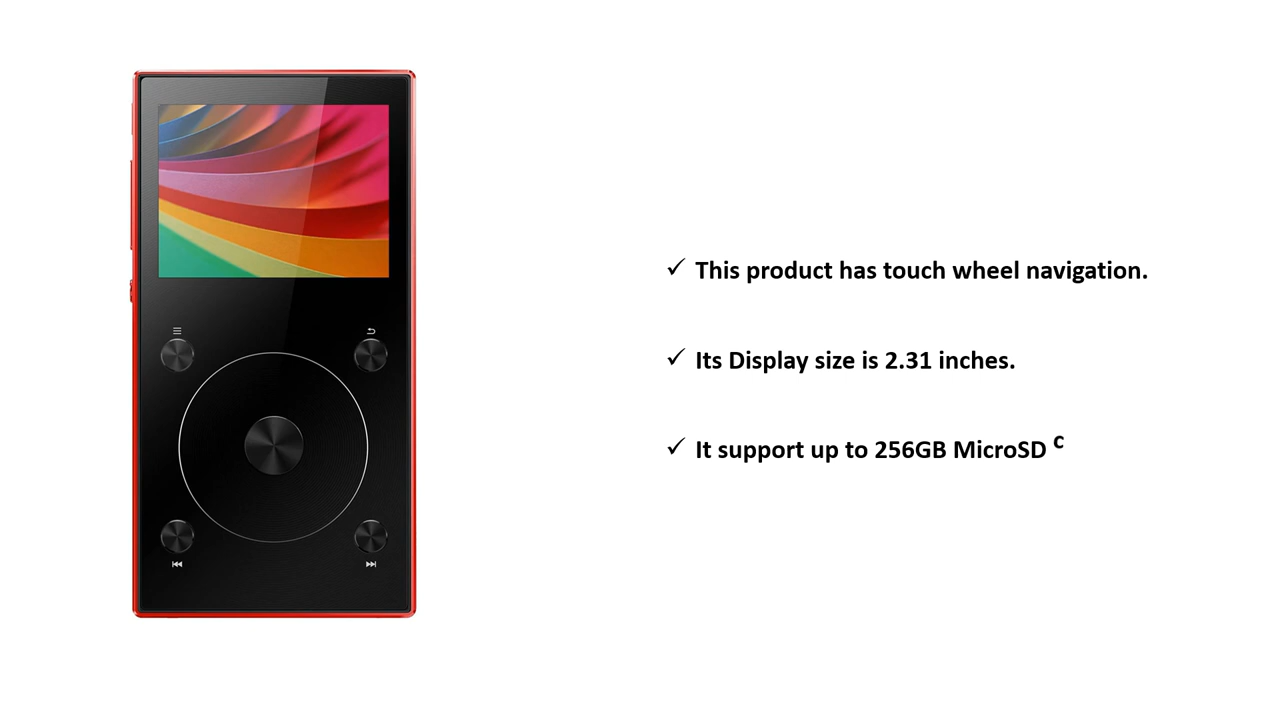 ✓ This product has touch wheel navigation.
✓ Its Display size is 2.31 inches.
✓ It support up to 256GB MicroSD c